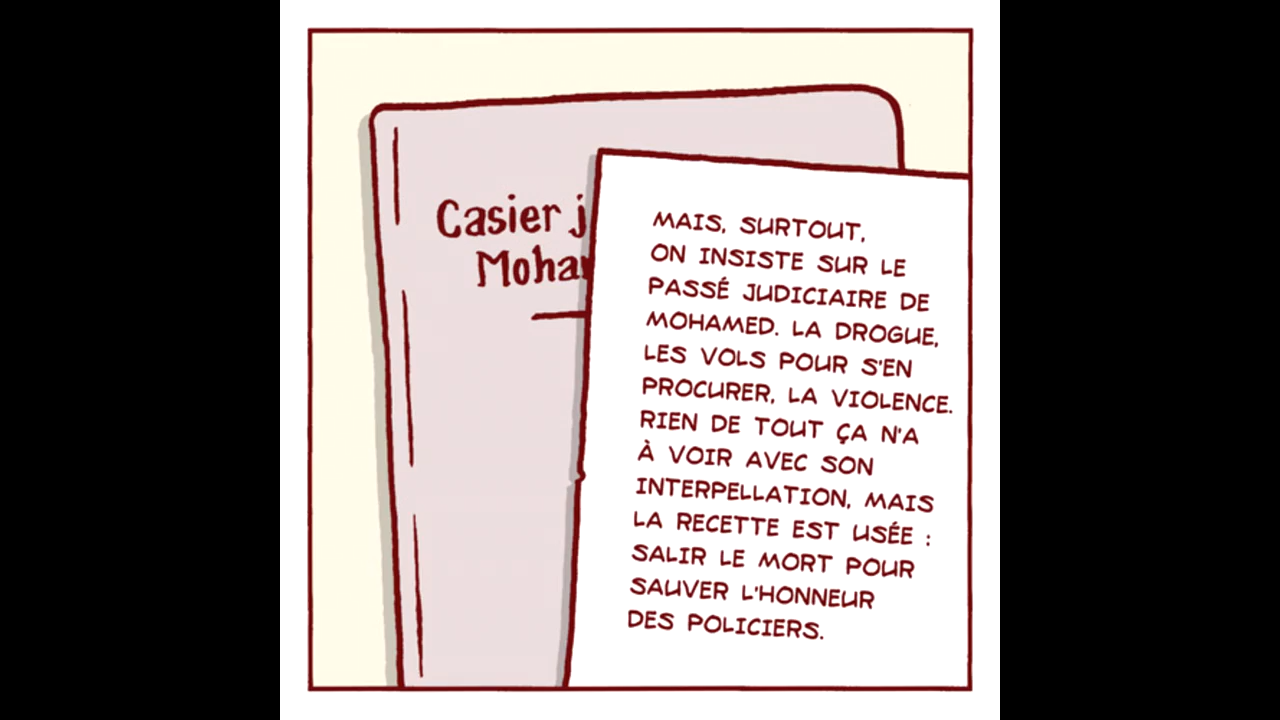 Casier j
Moha
MAIS, SURTOUT,
ON INSISTE SUR LE
PASSÉ JUDICIAIRE DE
MOHAMED. LA DROGUE,
LES VOLS POUR S'EN
PROCURER, LA VIOLENCE.
RIEN DE TOUT ÇA N'A
À VOIR AVEC SON
INTERPELLATION, MAIS
LA RECETTE EST USÉE :
SALIR LE MORT POUR
SAUVER L'HONNEUR
DES POLICIERS.